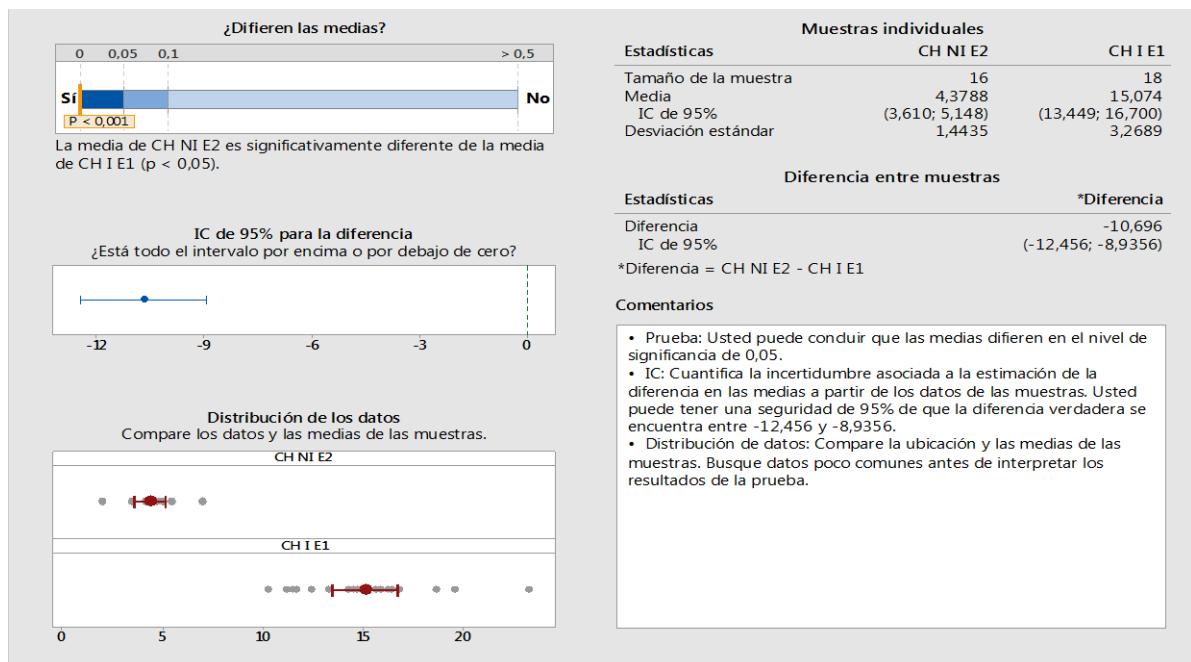 ¿Difieren las medias?
0 0,05 0,1 > 0,5
Sí No
P < 0,001
La media de CH NI E2 es significativamente diferente de la media
de CH I E1 (p < 0,05).
IC de 95% para la diferencia
¿Está todo el intervalo por encima o por debajo de cero?
-12 -9 -6 -3 0
Distribución de los datos
Compare los datos y las medias de las muestras.
CH NI E2
CH I E1
0 5 10 15 20
Muestras individuales
Estadísticas CH NI E2 CH I E1
Tamaño de la muestra 16 18
Media 4,3788 15,074
IC de 95% (3,610; 5,148) (13,449; 16,700)
Desviación estándar 1,4435 3,2689
Diferencia entre muestras
Estadísticas *Diferencia
Diferencia -10,696
IC de 95% (-12,456; -8,9356)
*Diferencia = CH NI E2 - CH I E1
Comentarios
• Prueba: Usted puede concluir que las medias difieren en el nivel de
significancia de 0,05.
• IC: Cuantifica la incertidumbre asociada a la estimación de la
diferencia en las medias a partir de los datos de las muestras. Usted
puede tener una seguridad de 95% de que la diferencia verdadera se
encuentra entre -12,456 y -8,9356.
• Distribución de datos: Compare la ubicación y las medias de las
muestras. Busque datos poco comunes antes de interpretar los
resultados de la prueba.